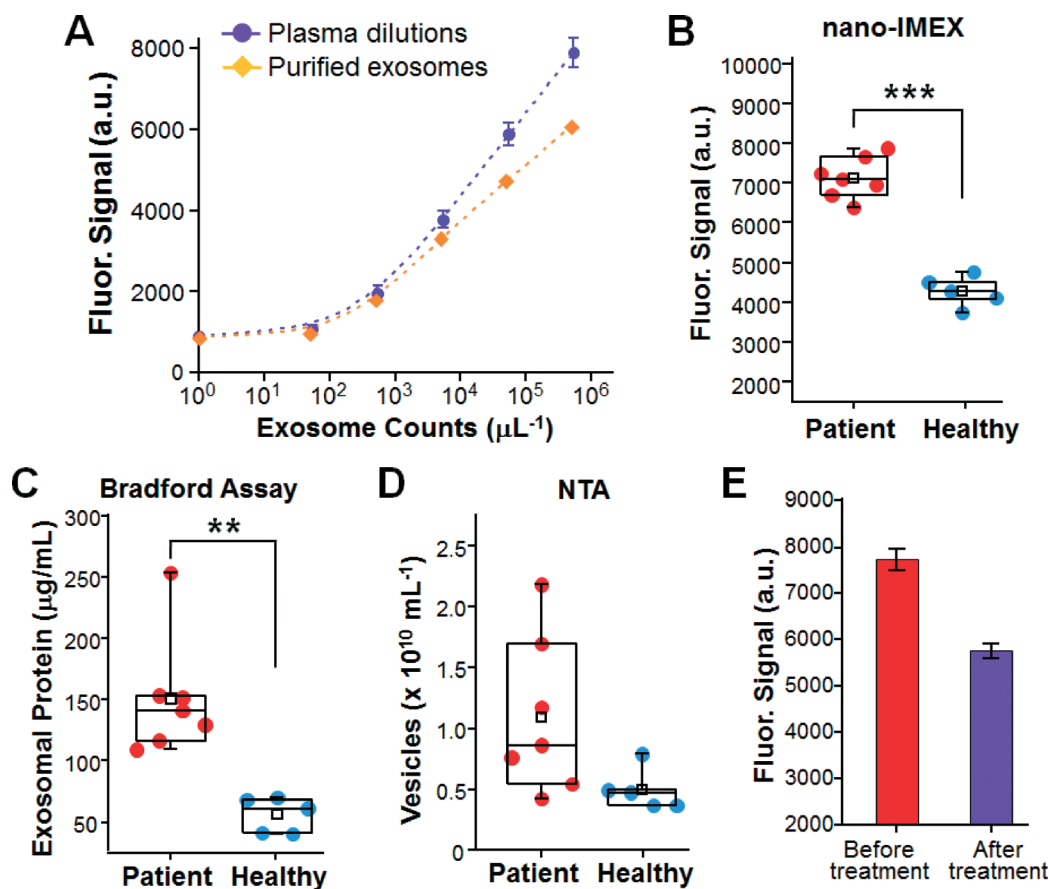 A
Plasma dilutions
Purified exosomes
Fluor. Signal (a.u.)
8000
6000
4000
2000
0
10⁰ 10¹ 10² 10³ 10⁴ 10⁵ 10⁶
Exosome Counts (μL⁻¹)
B
nano-IMEX
***
Fluor. Signal (a.u.)
10000
9000
8000
7000
6000
5000
4000
3000
2000
Patient Healthy
C
Bradford Assay
**
Exosomal Protein (μg/mL)
300
250
200
150
100
50
Patient Healthy
D
NTA
Vesicles (x 10¹⁰ mL⁻¹)
2.5
2.0
1.5
1.0
0.5
0
Patient Healthy
E
Fluor. Signal (a.u.)
9000
8000
7000
6000
5000
4000
3000
2000
Before treatment
After treatment